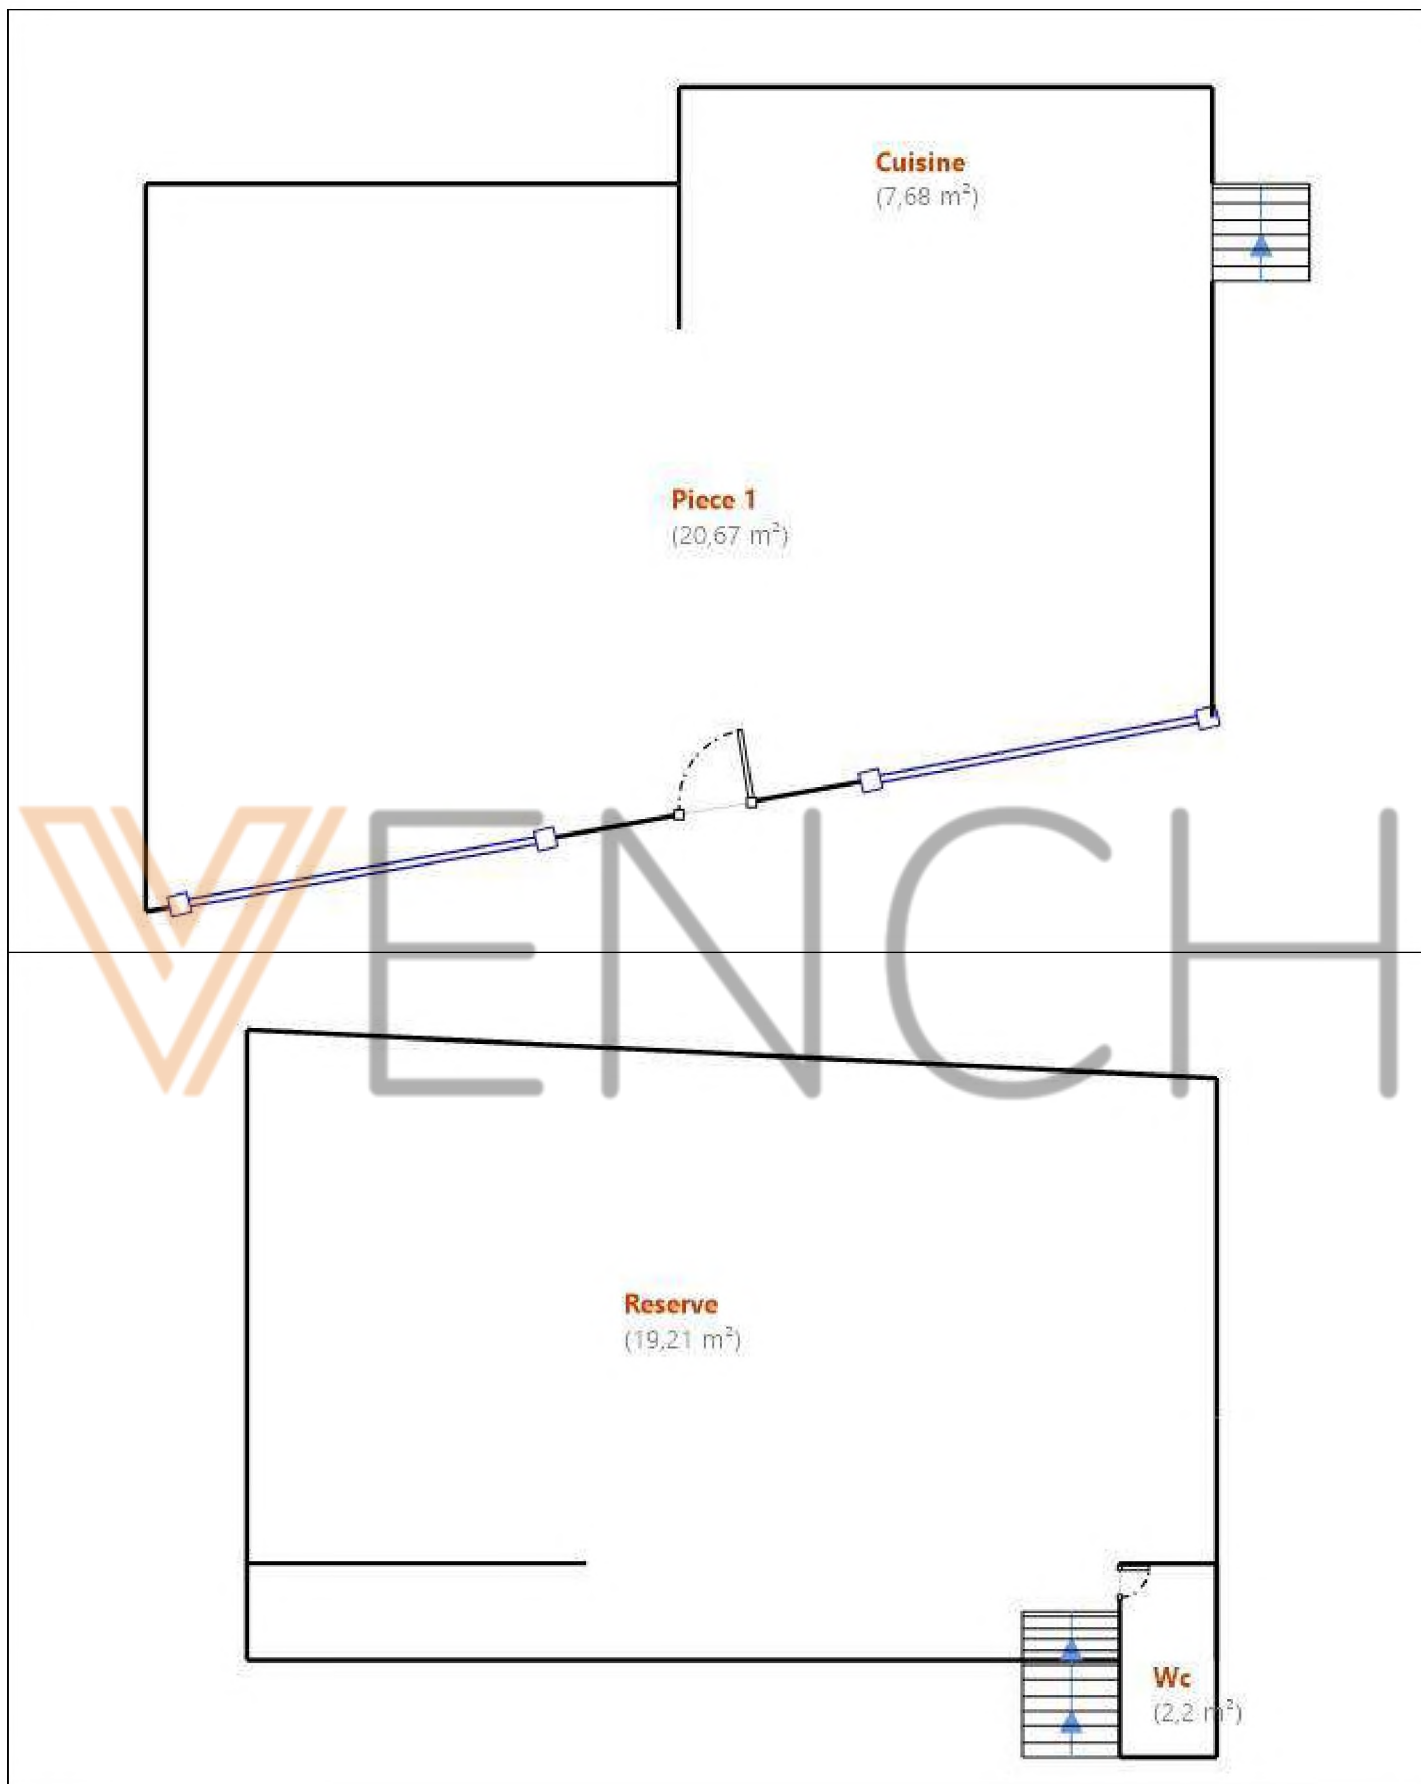 Cuisine
(7,68 m²)
Piece 1
(20,67 m²)
VENCH
Reserve
(19,21 m²)
Wc
(2,2 m²)